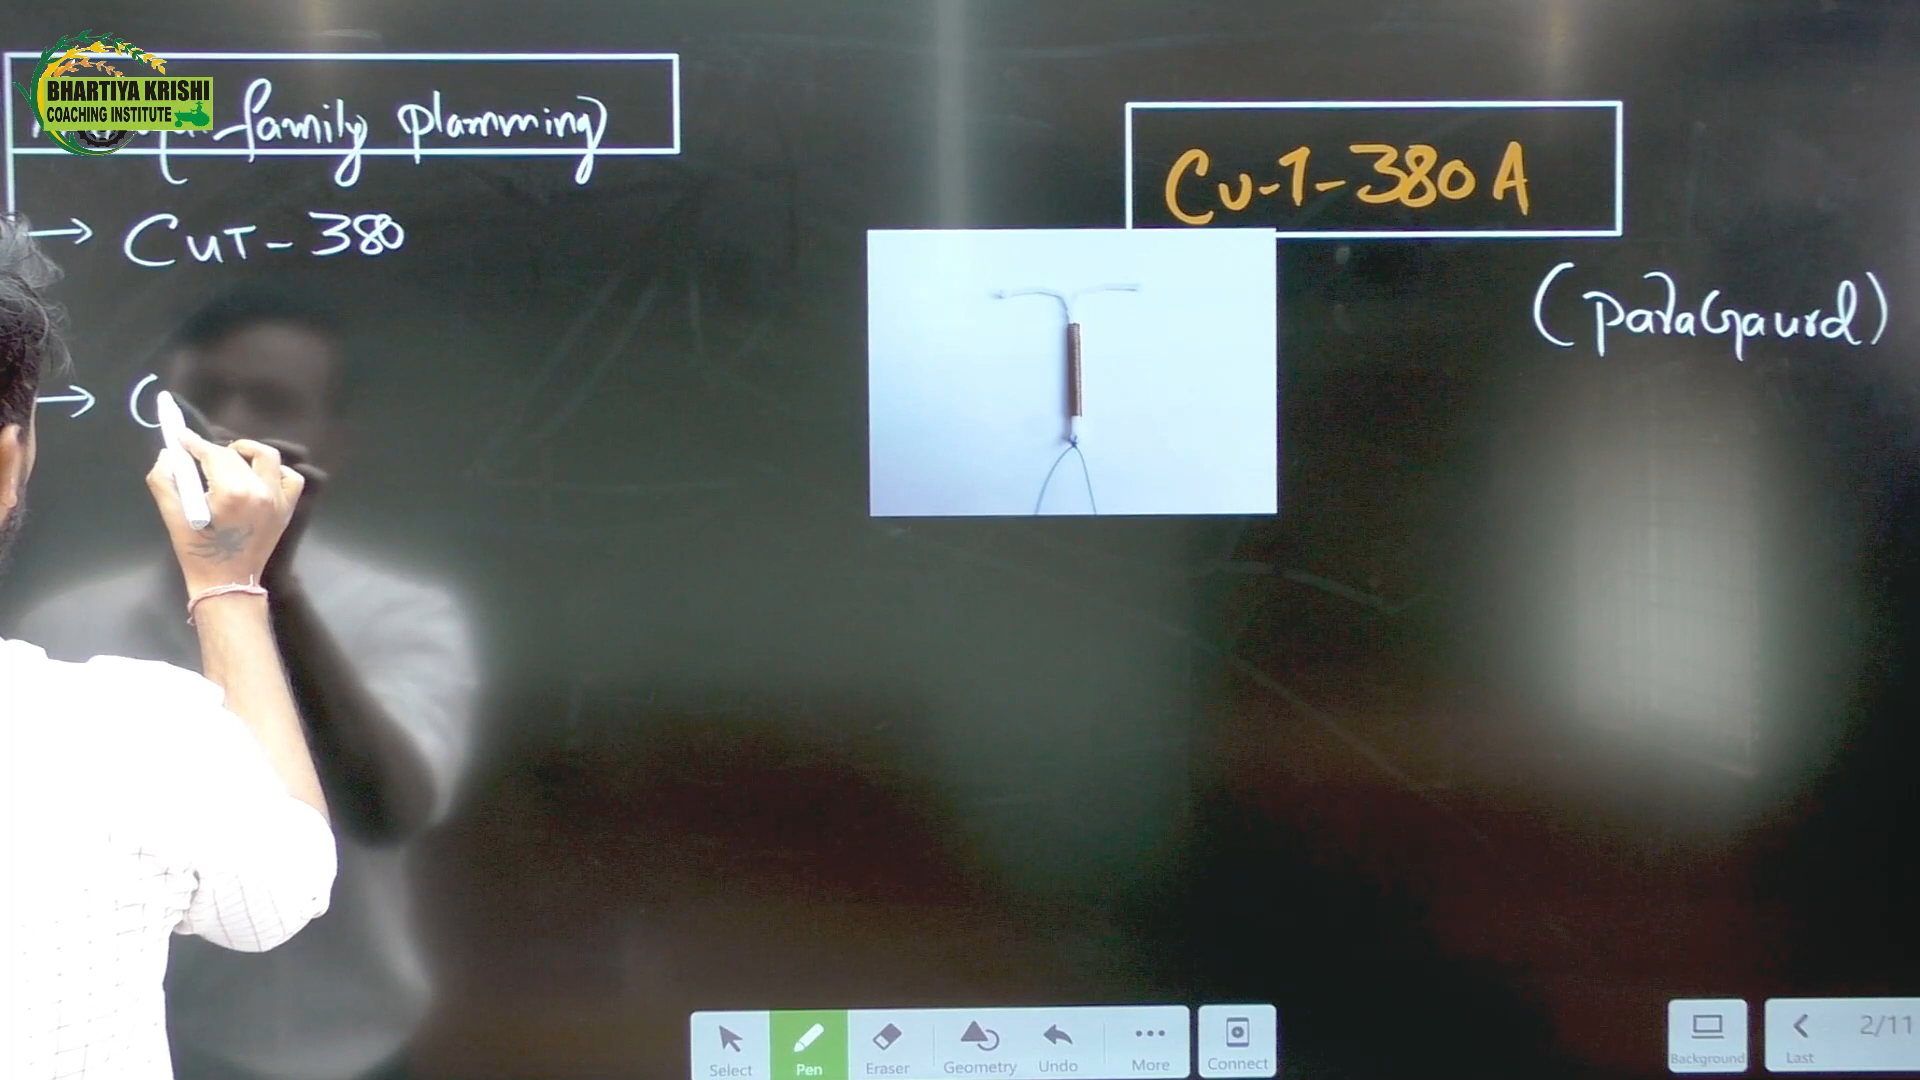 BHARTIYA KRISHI
COACHING INSTITUTE
family planning
CUT - 380
C
Cu-T-380 A
(paraGaurd)
Select
Pen
Eraser
Geometry
Undo
More
Connect
Background
Last
2/11